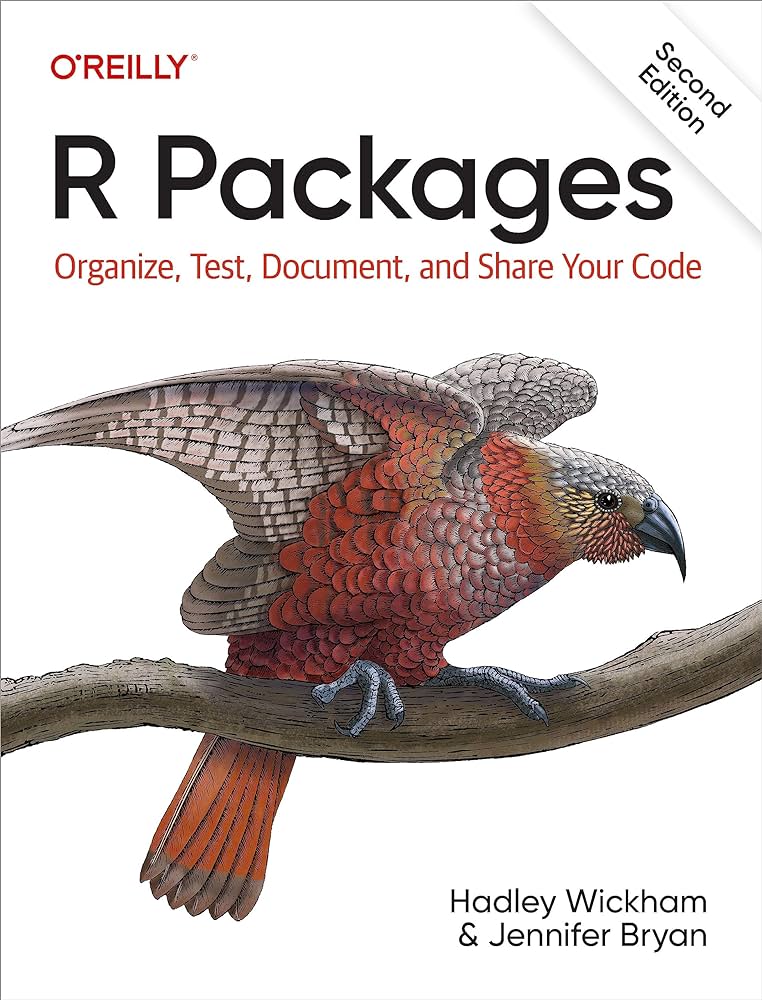 O'REILLY®
Second
Edition
R Packages
Organize, Test, Document, and Share Your Code
Hadley Wickham
& Jennifer Bryan